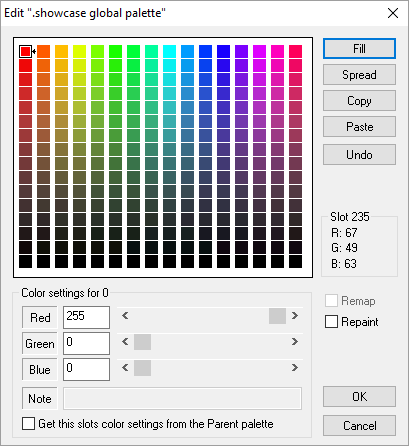 Edit ".showcase global palette"
Fill
Spread
Copy
Paste
Undo
Slot 235
R: 67
G: 49
B: 63
Color settings for 0
Red 255
Green 0
Blue 0
Note
Get this slots color settings from the Parent palette
Remap
Repaint
OK
Cancel